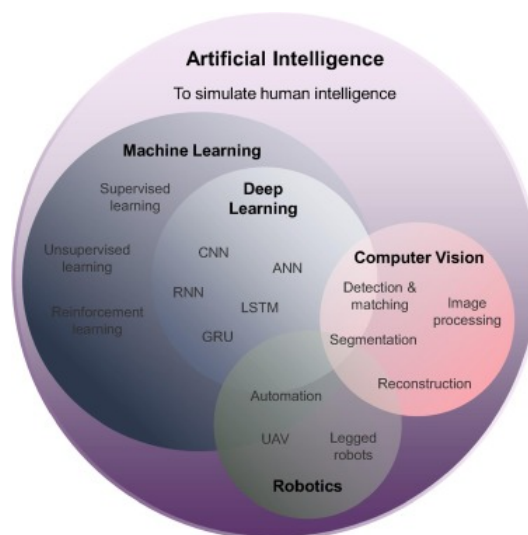 Artificial Intelligence
To simulate human intelligence
Machine Learning
Supervised
learning
Unsupervised
learning
Reinforcement
learning
Deep
Learning
CNN
ANN
RNN
LSTM
GRU
Computer Vision
Detection &
matching
Image
processing
Segmentation
Reconstruction
Automation
UAV
Legged
robots
Robotics